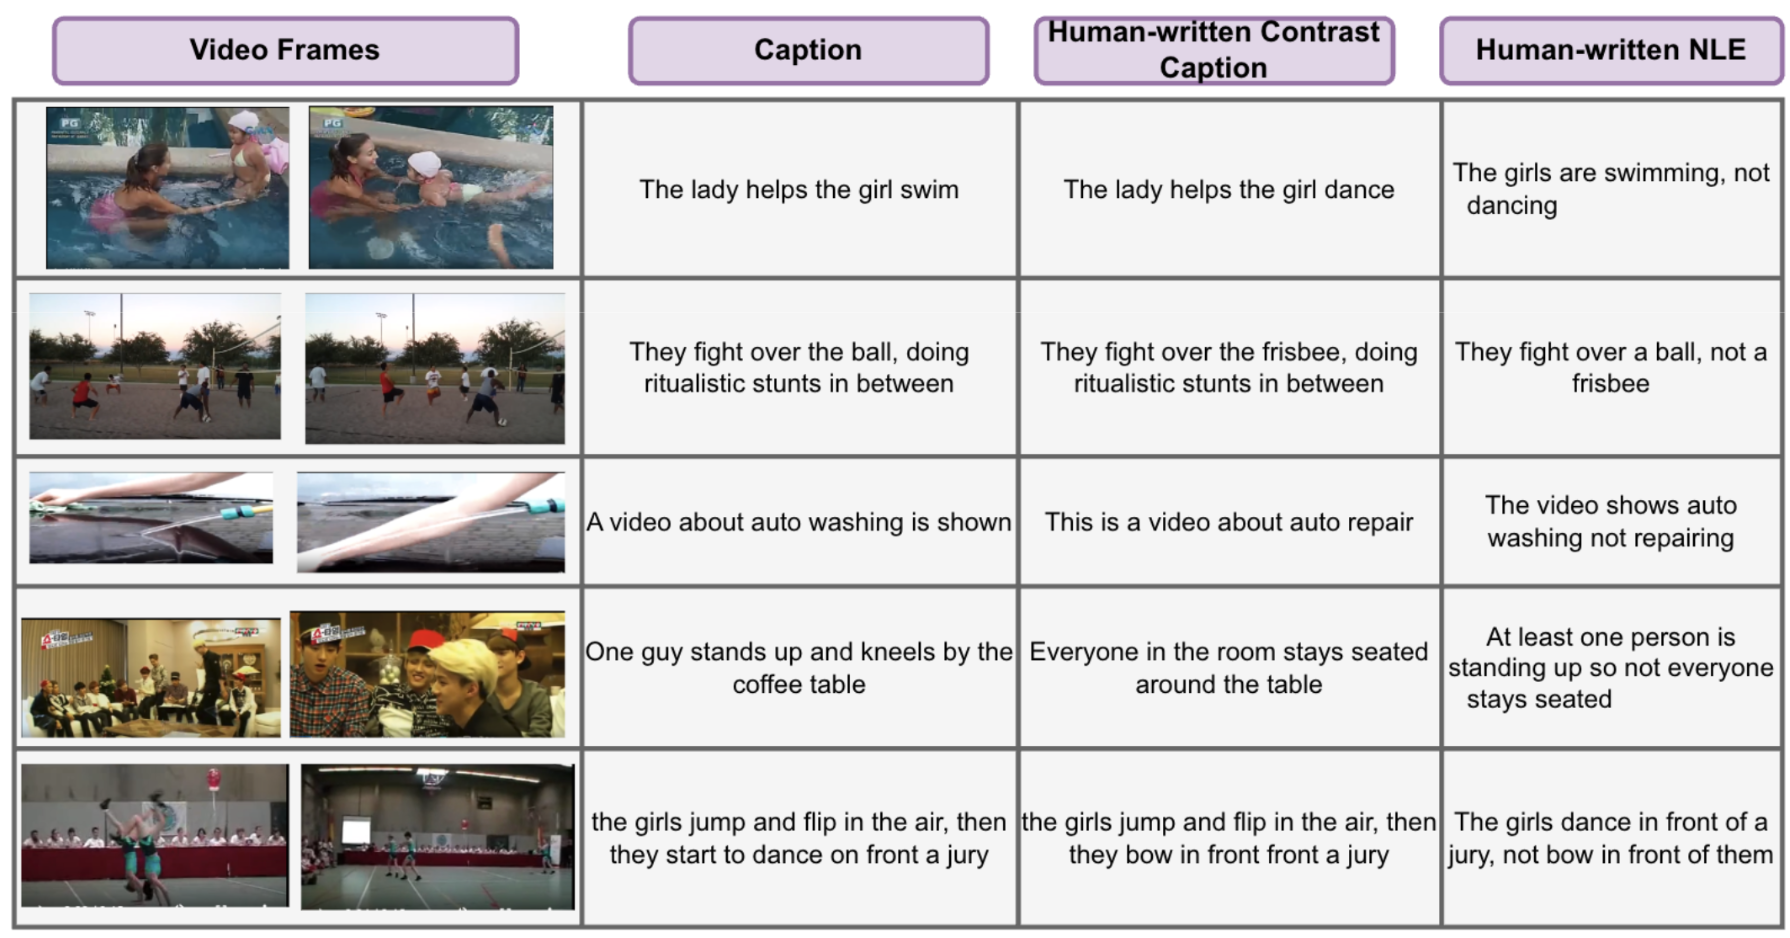 Video Frames
Caption
Human-written Contrast
Caption
Human-written NLE
PG
PG
The lady helps the girl swim
The lady helps the girl dance
The girls are swimming, not
dancing
They fight over the ball, doing
ritualistic stunts in between
They fight over the frisbee, doing
ritualistic stunts in between
They fight over a ball, not a
frisbee
A video about auto washing is shown
This is a video about auto repair
The video shows auto
washing not repairing
One guy stands up and kneels by the
coffee table
Everyone in the room stays seated
around the table
At least one person is
standing up so not everyone
stays seated
the girls jump and flip in the air, then
they start to dance on front a jury
the girls jump and flip in the air, then
they bow in front front a jury
The girls dance in front of a
jury, not bow in front of them